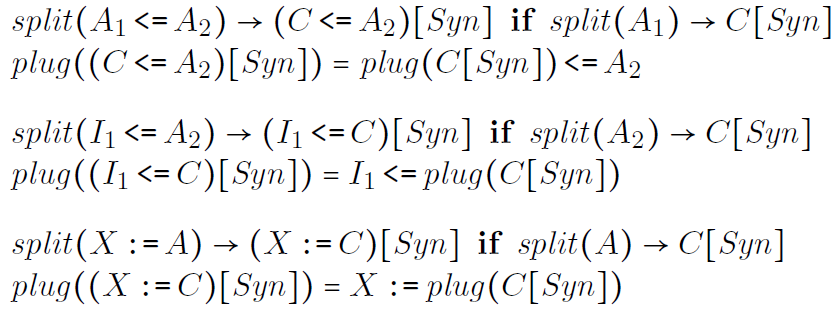 split(A₁ <= A₂) → (C <= A₂)[Syn] if split(A₁) → C[Syn]
plug((C <= A₂)[Syn]) = plug(C[Syn]) <= A₂
split(I₁ <= A₂) → (I₁ <= C)[Syn] if split(A₂) → C[Syn]
plug((I₁ <= C)[Syn]) = I₁ <= plug(C[Syn])
split(X := A) → (X := C)[Syn] if split(A) → C[Syn]
plug((X := C)[Syn]) = X := plug(C[Syn])